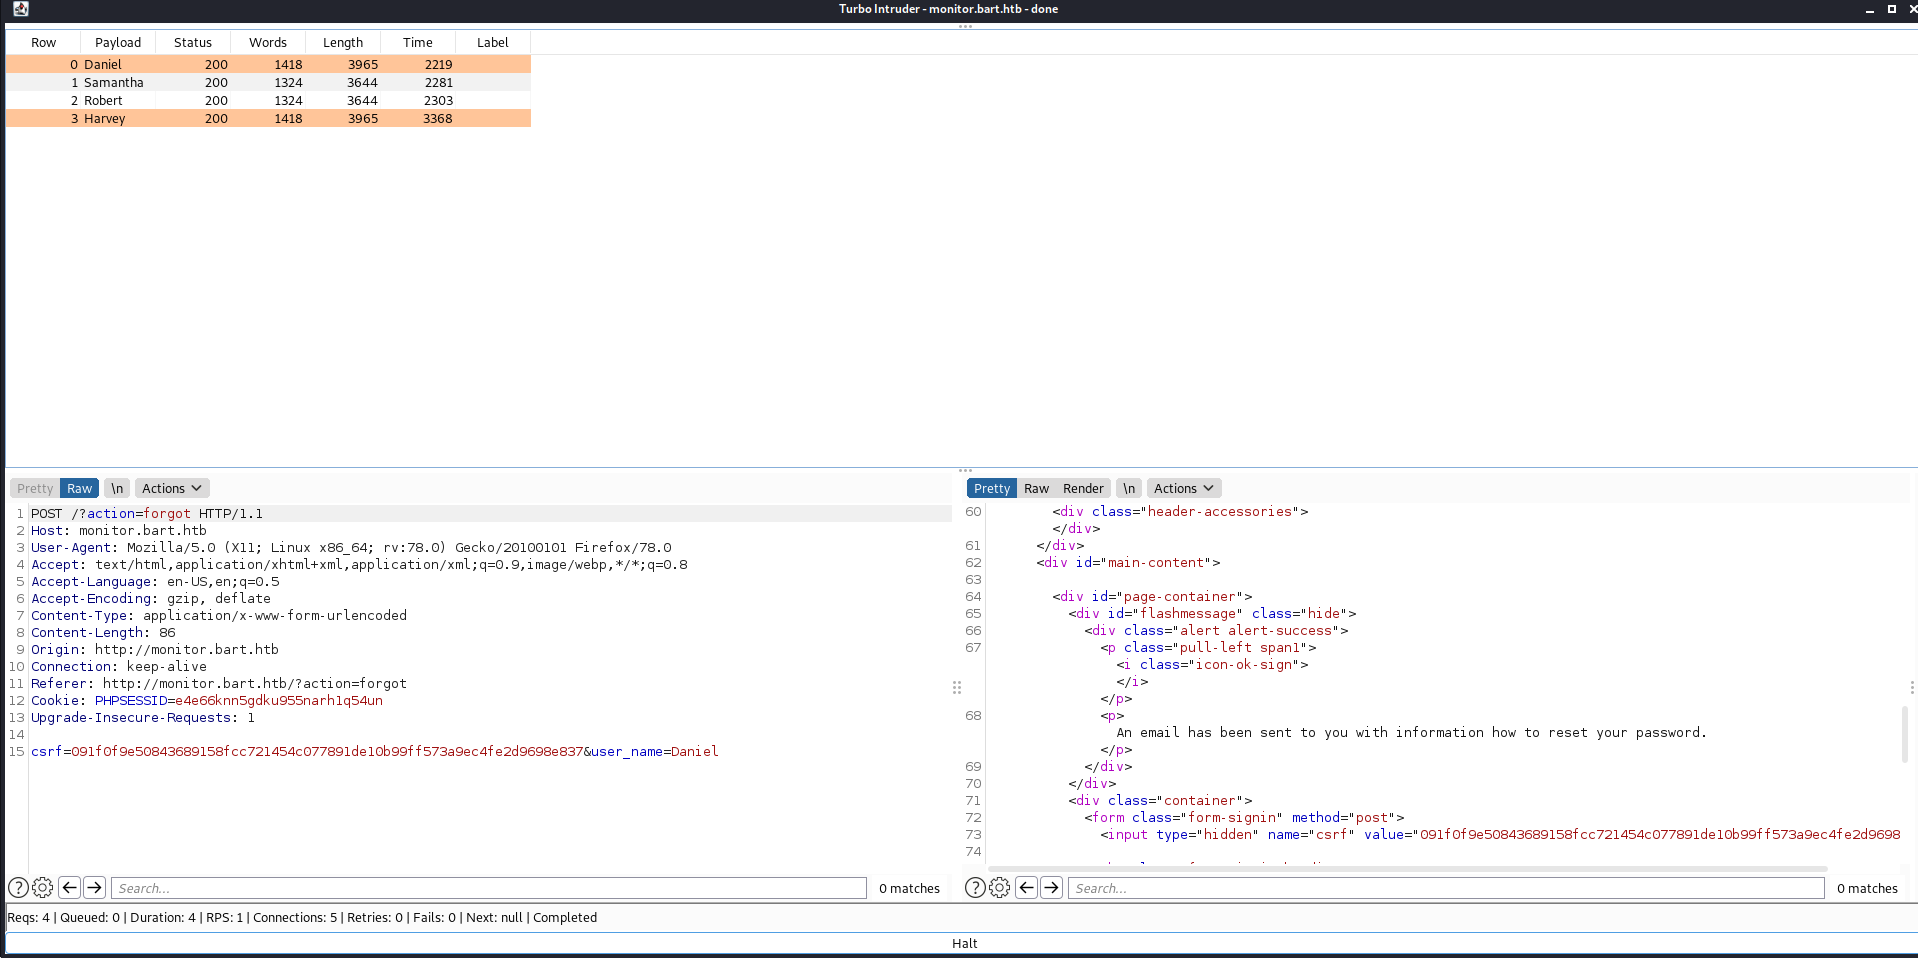 Turbo Intruder - monitor.bart.htb - done
Row Payload Status Words Length Time Label
0 Daniel 200 1418 3965 2219
1 Samantha 200 1324 3644 2281
2 Robert 200 1324 3644 2303
3 Harvey 200 1418 3965 3368
Pretty Raw \n Actions
1 POST /?action=forgot HTTP/1.1
2 Host: monitor.bart.htb
3 User-Agent: Mozilla/5.0 (X11; Linux x86_64; rv:78.0) Gecko/20100101 Firefox/78.0
4 Accept: text/html,application/xhtml+xml,application/xml;q=0.9,image/webp,*/*;q=0.8
5 Accept-Language: en-US,en;q=0.5
6 Accept-Encoding: gzip, deflate
7 Content-Type: application/x-www-form-urlencoded
8 Content-Length: 86
9 Origin: http://monitor.bart.htb
10 Connection: keep-alive
11 Referer: http://monitor.bart.htb/?action=forgot
12 Cookie: PHPSESSID=e4e66knn5gdku955narh1q54un
13 Upgrade-Insecure-Requests: 1
14
15 csrf=091f0f9e50843689158fcc721454c077891de10b99ff573a9ec4fe2d9698e837&user_name=Daniel
? Search... 0 matches
Pretty Raw Render \n Actions
60 <div class="header-accessories">
</div>
61 </div>
62 <div id="main-content">
63
64 <div id="page-container">
65 <div id="flashmessage" class="hide">
66 <div class="alert alert-success">
67 <p class="pull-left span1">
<i class="icon-ok-sign">
</i>
</p>
68 <p>
An email has been sent to you with information how to reset your password.
</p>
69 </div>
70 </div>
71 <div class="container">
72 <form class="form-signin" method="post">
73 <input type="hidden" name="csrf" value="091f0f9e50843689158fcc721454c077891de10b99ff573a9ec4fe2d9698
74
? Search... 0 matches
Reqs: 4 | Queued: 0 | Duration: 4 | RPS: 1 | Connections: 5 | Retries: 0 | Fails: 0 | Next: null | Completed
Halt